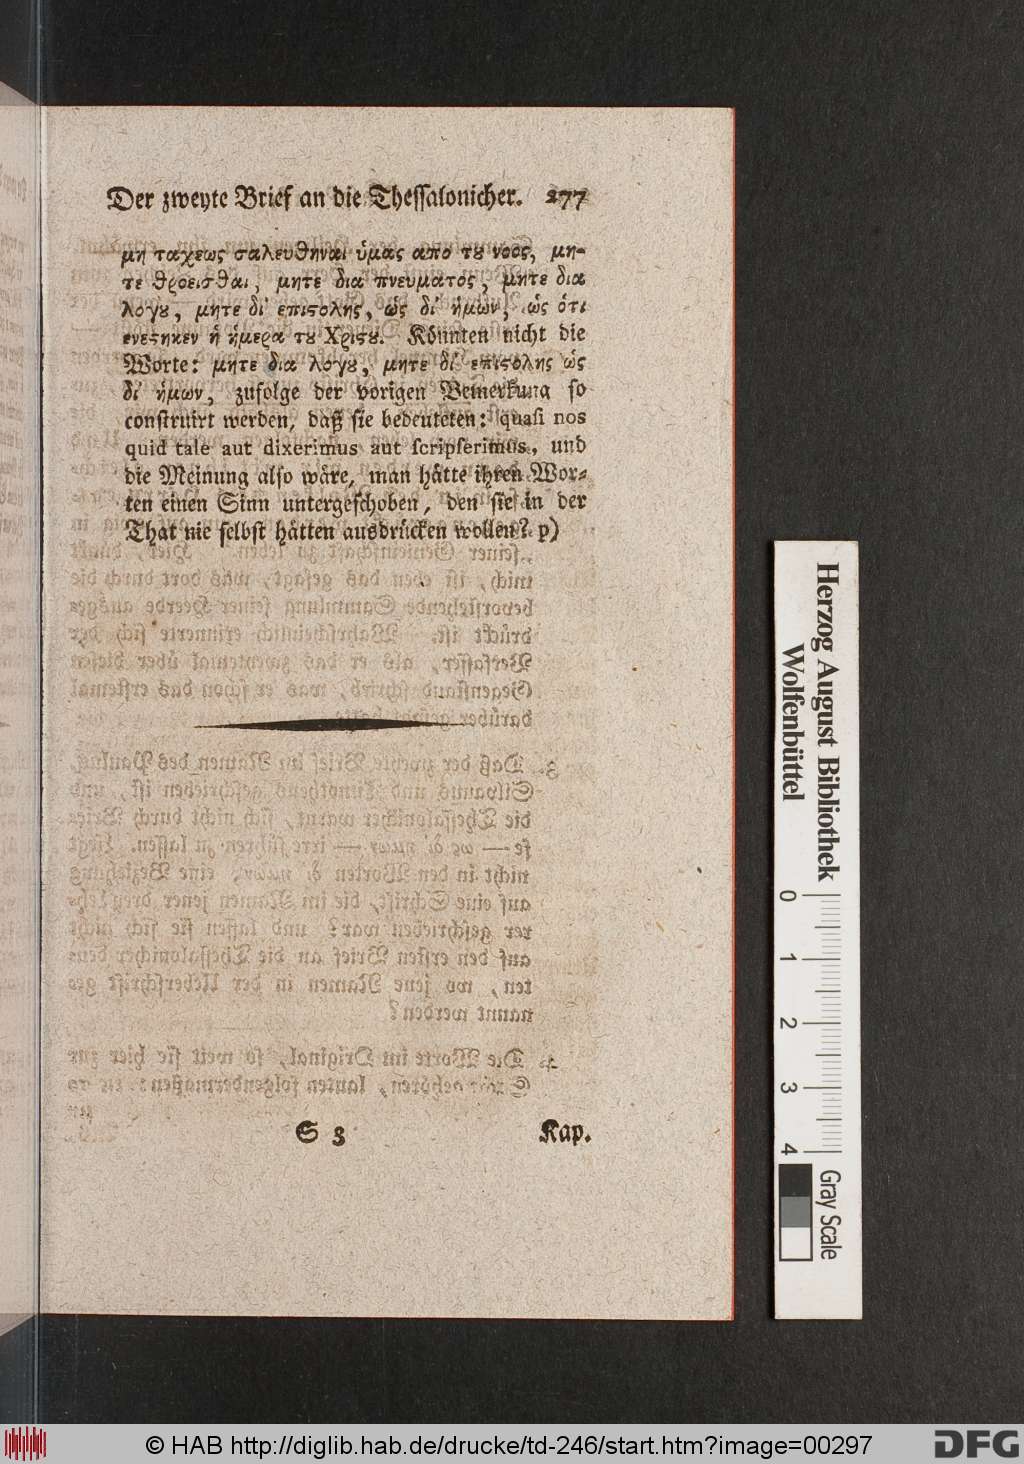 Der zweyte Brief an die Thessalonicher. 277
μη ταχεως σαλευθηναι ὑμας απο τȣ νοος, μη-
τε θροεισθαι, μητε δια πνευματος, μητε δια
λογȣ, μητε δι' επιϛολης, ὡς δι' ἡμων, ὡς ὁτι
ενεϛηκεν ἡ ἡμερα τȣ Χριϛȣ. Könnten nicht die
Worte: μητε δια λογȣ, μητε δι' επιϛολης ὡς
δι' ἡμων, zufolge der vorigen Bemerkung so
construirt werden, daß sie bedeuteten: quasi nos
quid tale aut dixerimus aut scripserimus, und
die Meinung also wäre, man hätte ihren Wor-
ten einen Sinn untergeschoben, den sie in der
That nie selbst hätten ausdrücken wollen? p)
S 3 Kap.
Herzog August Bibliothek
Wolfenbüttel
0 1 2 3 4
Gray Scale
© HAB http://diglib.hab.de/drucke/td-246/start.htm?image=00297
DFG